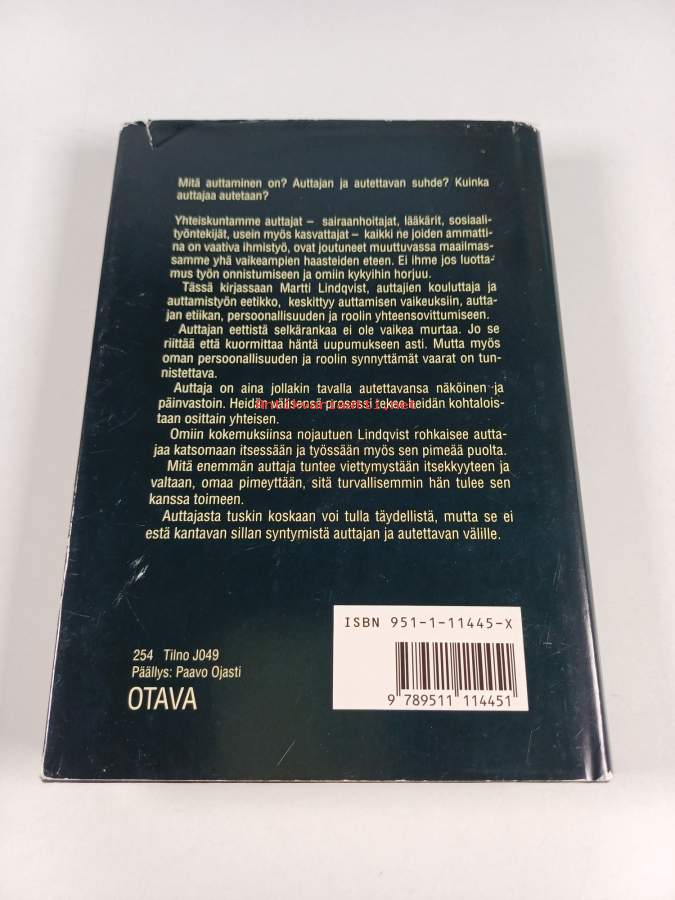 Mitä auttaminen on? Auttajan ja autettavan suhde? Kuinka
auttajaa autetaan?
Yhteiskuntamme auttajat – sairaanhoitajat, lääkärit, sosiaali-
työntekijät, usein myös kasvattajat – kaikki ne joiden ammatti-
na on vaativa ihmistyö, ovat joutuneet muuttuvassa maailmas-
samme yhä vaikeampien haasteiden eteen. Ei ihme jos luotta-
mus työn onnistumiseen ja omiin kykyihin horjuu.
Tässä kirjassaan Martti Lindqvist, auttajien kouluttaja ja
auttamistyön eetikko, keskittyy auttamisen vaikeuksiin, autta-
jan etiikan, persoonallisuuden ja roolin yhteensovittumiseen.
Auttajan eettistä selkärankaa ei ole vaikea murtaa. Jo se
riittää että kuormittaa häntä uupumukseen asti. Mutta myös
oman persoonallisuuden ja roolin synnyttämät vaarat on tun-
nistettava.
Auttaja on aina jollakin tavalla autettavansa näköinen ja
päinvastoin. Heidän välisensä prosessi tekee heidän kohtalois-
taan osittain yhteisen.
Omiin kokemuksiinsa nojautuen Lindqvist rohkaisee autta-
jaa katsomaan itsessään ja työssään myös sen pimeää puolta.
Mitä enemmän auttaja tuntee viettymystään itsekkyyteen ja
valtaan, omaa pimeyttään, sitä turvallisemmin hän tulee sen
kanssa toimeen.
Auttajasta tuskin koskaan voi tulla täydellistä, mutta se ei
estä kantavan sillan syntymistä auttajan ja autettavan välille.
ISBN 951-1-11445-X
9 789511 114451
254 Tilno J049
Päällys: Paavo Ojasti
OTAVA